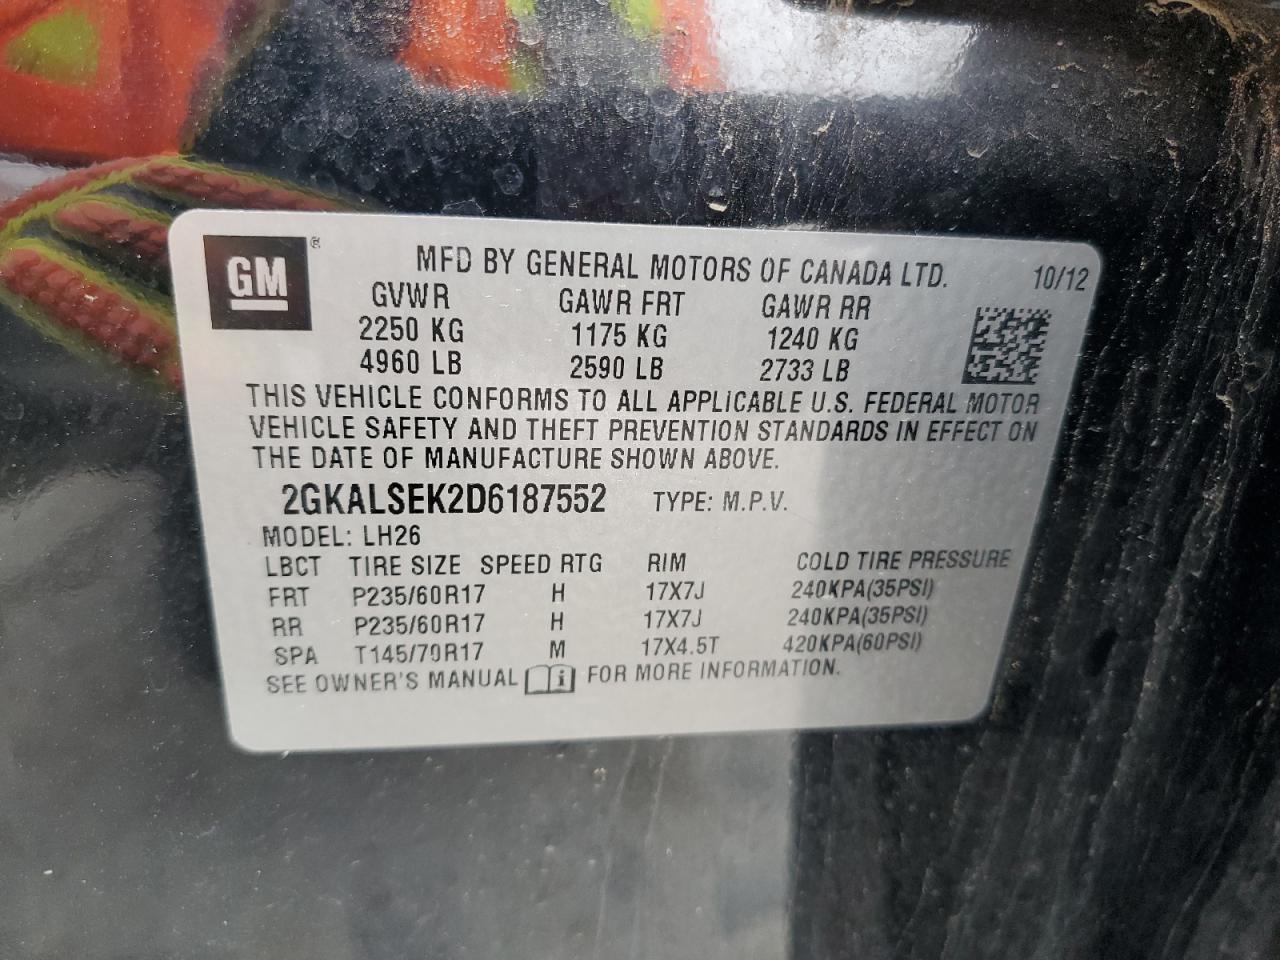 GM ®
MFD BY GENERAL MOTORS OF CANADA LTD. 10/12
GVWR GAWR FRT GAWR RR
2250 KG 1175 KG 1240 KG
4960 LB 2590 LB 2733 LB
THIS VEHICLE CONFORMS TO ALL APPLICABLE U.S. FEDERAL MOTOR
VEHICLE SAFETY AND THEFT PREVENTION STANDARDS IN EFFECT ON
THE DATE OF MANUFACTURE SHOWN ABOVE.
2GKALSEK2D6187552 TYPE: M.P.V.
MODEL: LH26
LBCT TIRE SIZE SPEED RTG RIM COLD TIRE PRESSURE
FRT P235/60R17 H 17X7J 240KPA(35PSI)
RR P235/60R17 H 17X7J 240KPA(35PSI)
SPA T145/70R17 M 17X4.5T 420KPA(60PSI)
SEE OWNER'S MANUAL i FOR MORE INFORMATION.